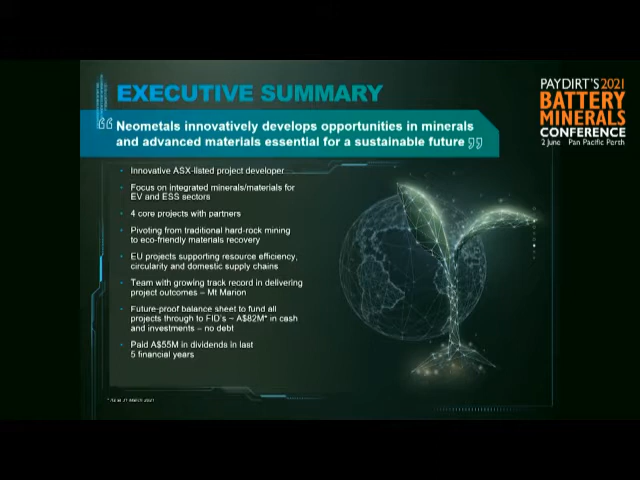 EXECUTIVE SUMMARY
PAYDIRT'S 2021
BATTERY
MINERALS
CONFERENCE
2 June Pan Pacific Perth
“Neometals innovatively develops opportunities in minerals
and advanced materials essential for a sustainable future”
• Innovative ASX-listed project developer
• Focus on integrated minerals/materials for
EV and ESS sectors
• 4 core projects with partners
• Pivoting from traditional hard-rock mining
to eco-friendly materials recovery
• EU projects supporting resource efficiency,
circularity and domestic supply chains
• Team with growing track record in delivering
project outcomes – Mt Marion
• Future-proof balance sheet to fund all
projects through to FID's – A$82M* in cash
and investments – no debt
• Paid A$55M in dividends in last
5 financial years